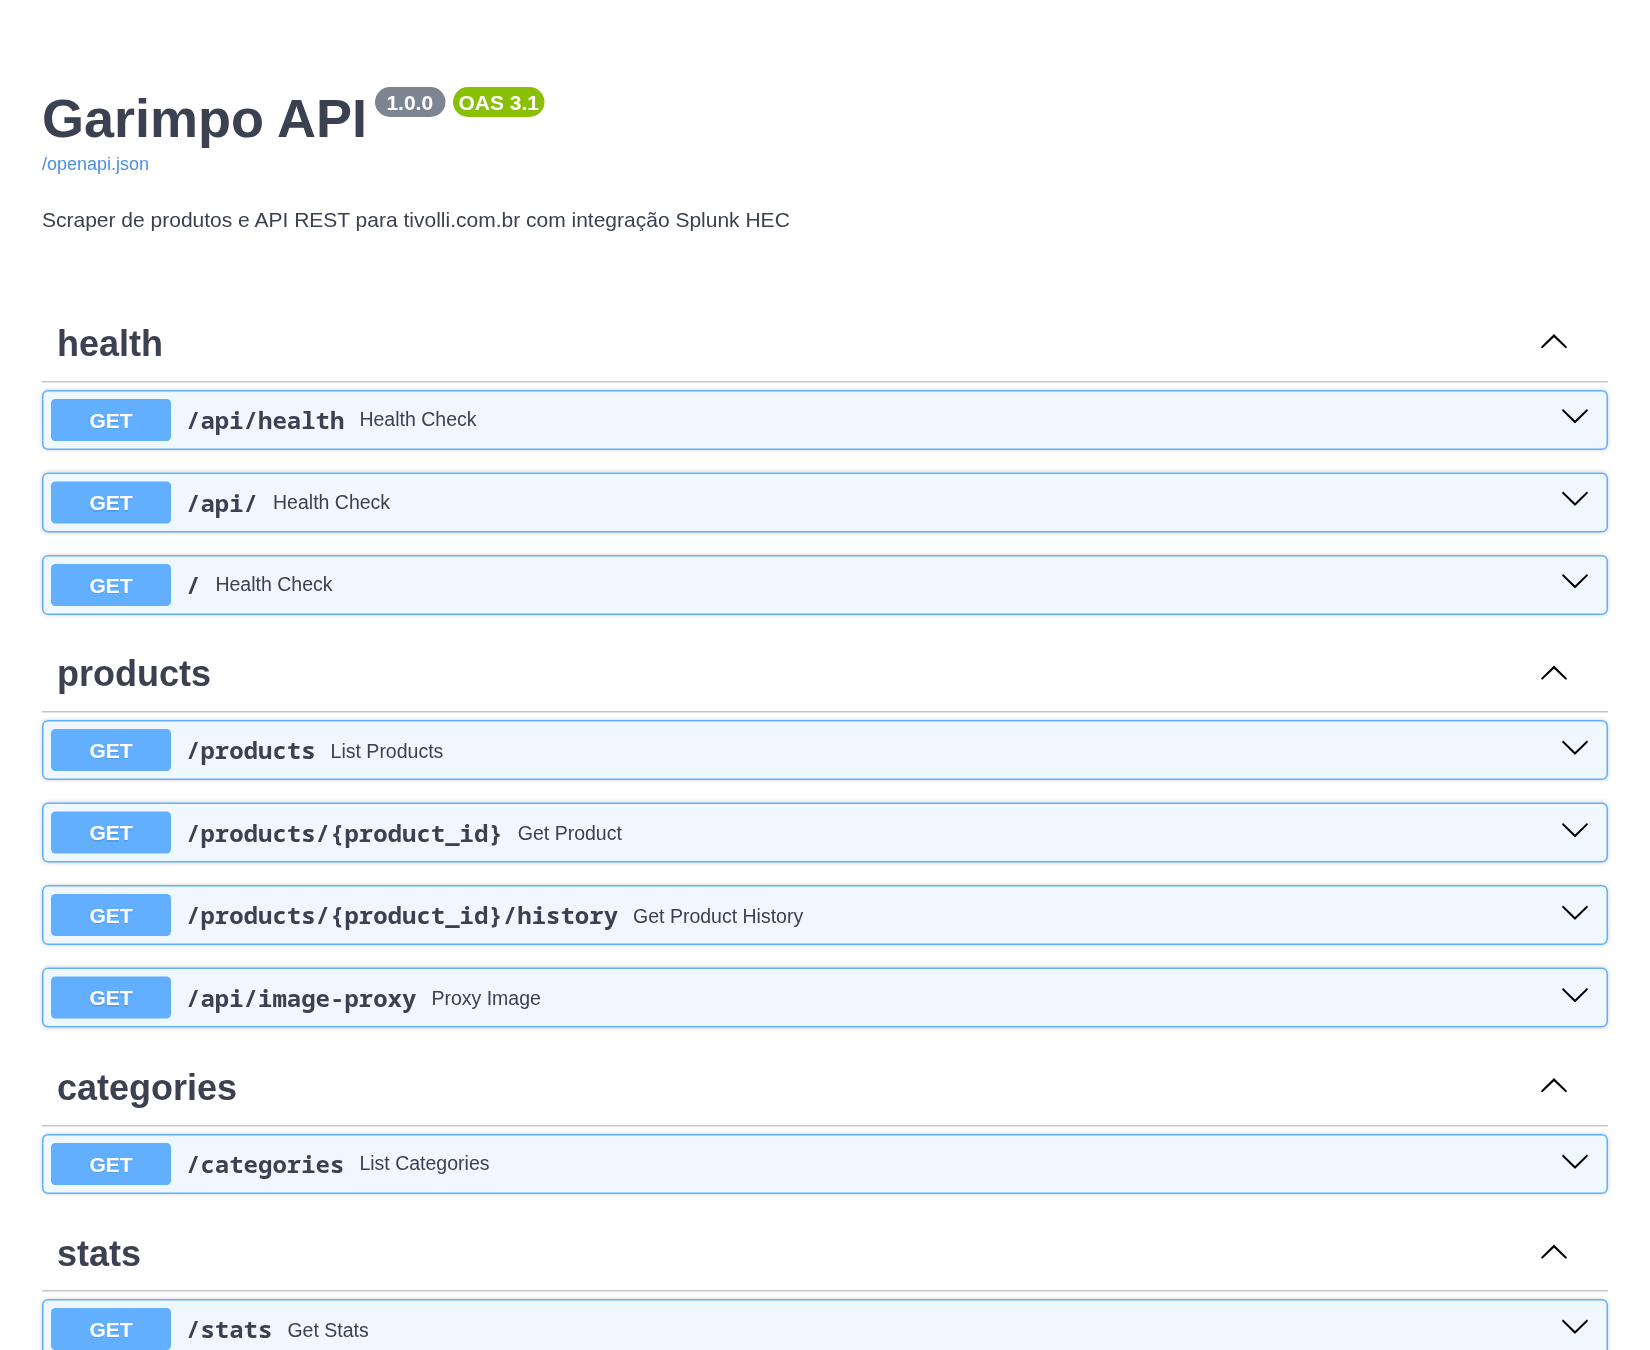 Garimpo API 1.0.0 OAS 3.1
/openapi.json
Scraper de produtos e API REST para tivolli.com.br com integração Splunk HEC
health
GET /api/health Health Check
GET /api/ Health Check
GET / Health Check
products
GET /products List Products
GET /products/{product_id} Get Product
GET /products/{product_id}/history Get Product History
GET /api/image-proxy Proxy Image
categories
GET /categories List Categories
stats
GET /stats Get Stats